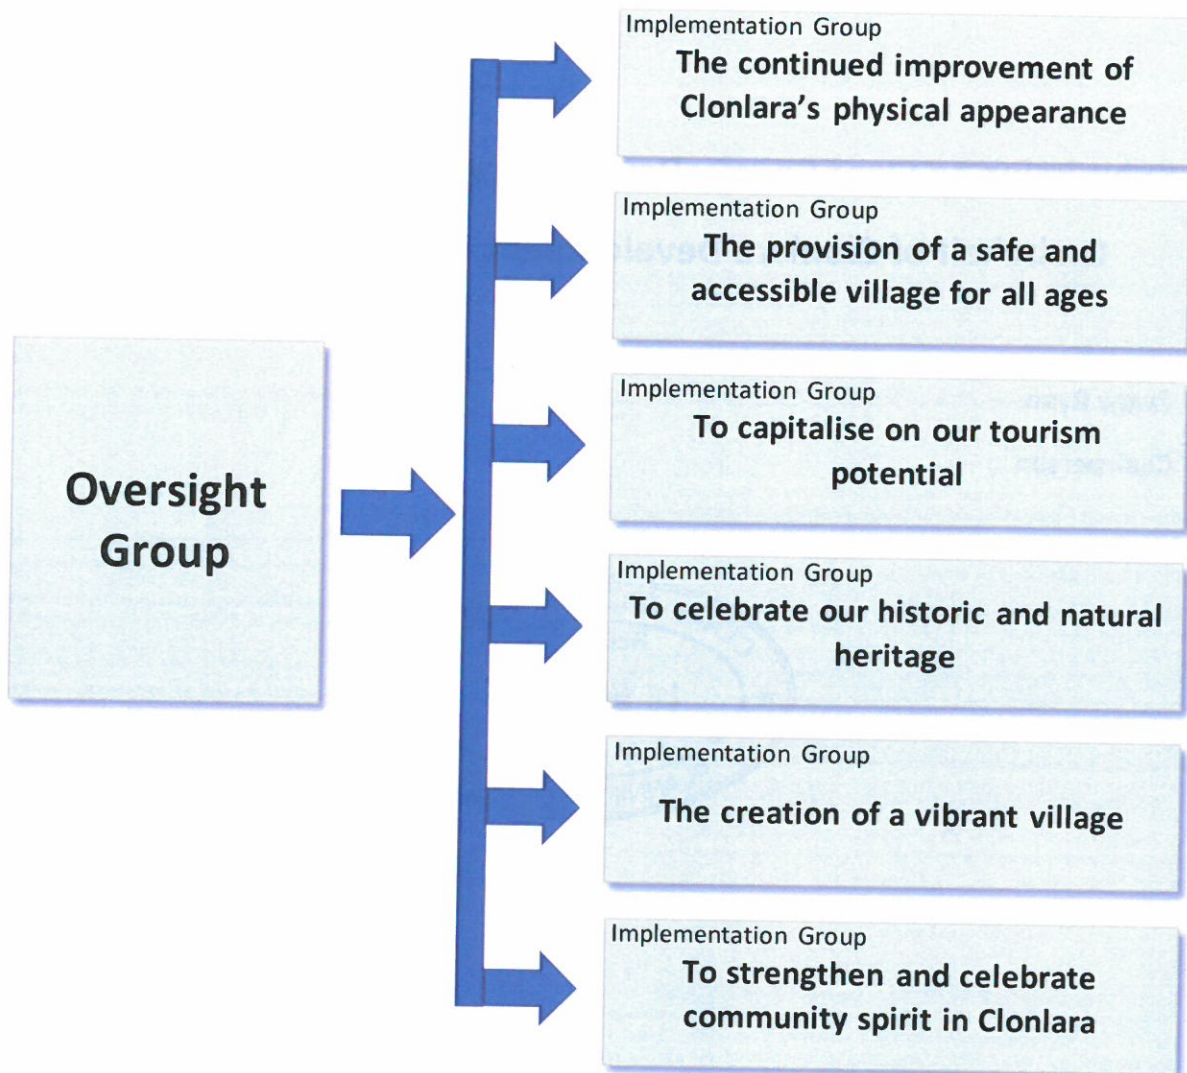 Implementation Group
The continued improvement of
Clonlara's physical appearance
Implementation Group
The provision of a safe and
accessible village for all ages
Oversight
Group
Implementation Group
To capitalise on our tourism
potential
Implementation Group
To celebrate our historic and natural
heritage
Implementation Group
The creation of a vibrant village
Implementation Group
To strengthen and celebrate
community spirit in Clonlara